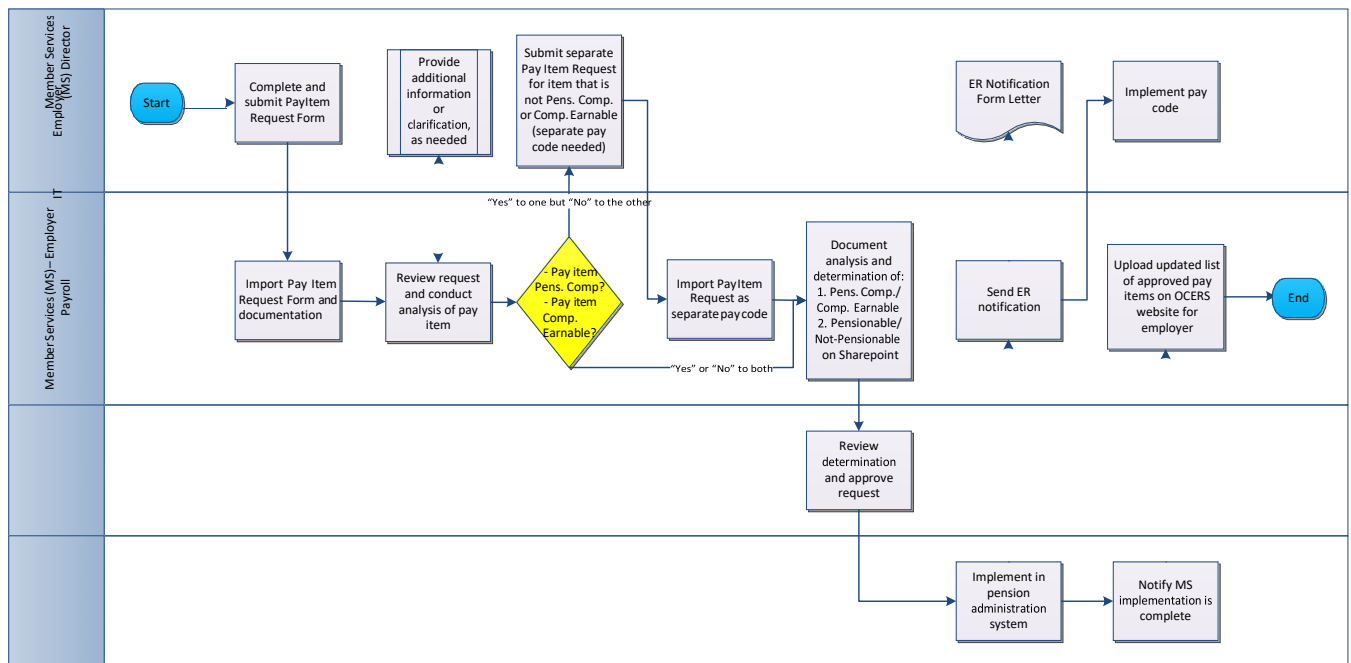 Member Services
(MS) Director
Employer
Start
Complete and
submit PayItem
Request Form
Provide
additional
information
or
clarification,
as needed
Submit separate
Pay Item Request
for item that is
not Pens. Comp.
or Comp. Earnable
(separate pay
code needed)
ER Notification
Form Letter
Implement pay
code
IT
Member Services (MS)– Employer
Payroll
"Yes" to one but "No" to the other
Import Pay Item
Request Form and
documentation
Review request
and conduct
analysis of pay
item
- Pay item
Pens. Comp?
- Pay item
Comp.
Earnable?
Import PayItem
Request as
separate pay code
"Yes" or "No" to both
Document
analysis and
determination of:
1. Pens. Comp./
Comp. Earnable
2. Pensionable/
Not-Pensionable
on Sharepoint
Send ER
notification
Upload updated list
of approved pay
items on OCERS
website for
employer
End
Review
determination
and approve
request
Implement in
pension
administration
system
Notify MS
implementation is
complete